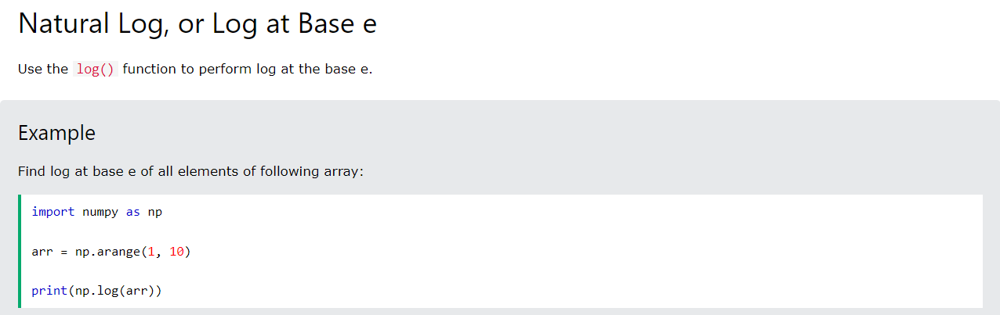 Natural Log, or Log at Base e
Use the log() function to perform log at the base e.
Example
Find log at base e of all elements of following array:
import numpy as np
arr = np.arange(1, 10)
print(np.log(arr))